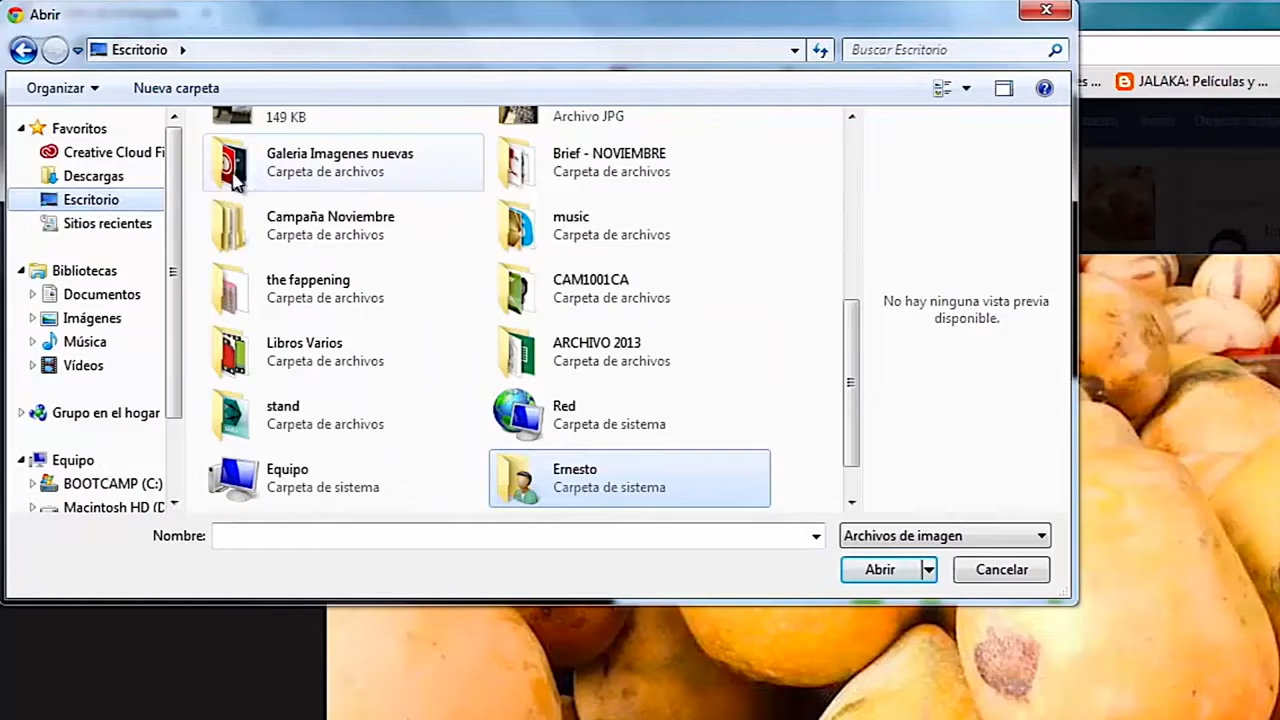 Abrir
Escritorio
Buscar Escritorio
Organizar
Nueva carpeta
es ...
JALAKA: Películas y ...
Favoritos
Creative Cloud Fi
Descargas
Escritorio
Sitios recientes
Bibliotecas
Documentos
Imágenes
Música
Vídeos
Grupo en el hogar
Equipo
BOOTCAMP (C:)
Macintosh HD (D
149 KB
Archivo JPG
Galeria Imagenes nuevas
Carpeta de archivos
Brief - NOVIEMBRE
Carpeta de archivos
Campaña Noviembre
Carpeta de archivos
music
Carpeta de archivos
the fappening
Carpeta de archivos
CAM1001CA
Carpeta de archivos
Libros Varios
Carpeta de archivos
ARCHIVO 2013
Carpeta de archivos
stand
Carpeta de archivos
Red
Carpeta de sistema
Equipo
Carpeta de sistema
Ernesto
Carpeta de sistema
No hay ninguna vista previa
disponible.
Nombre:
Archivos de imagen
Abrir
Cancelar